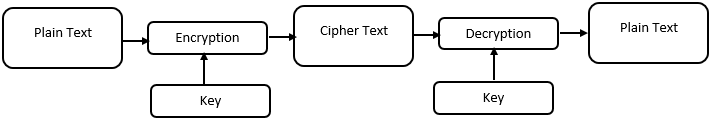 Plain Text
Encryption
Cipher Text
Decryption
Plain Text
Key
Key